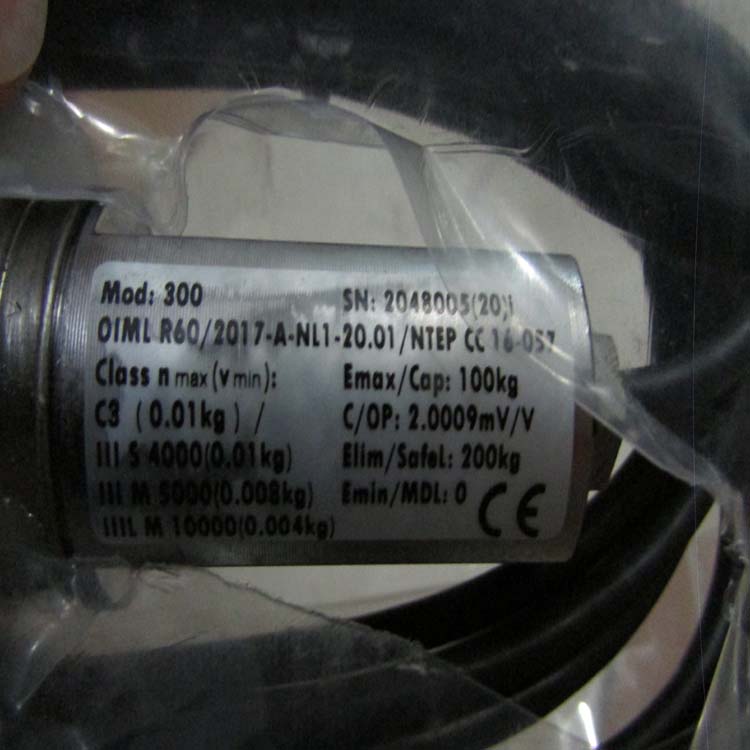 Mod: 300 SN: 2048005(20)i
OIML R60/2017-A-NL1-20.01/NTEP CC 16-057
Class n max (v min): Emax/Cap: 100kg
C3 (0.01kg) / C/OP: 2.0009mV/V
III S 4000(0.01kg) Elim/SafeL: 200kg
III M 5000(0.008kg) Emin/MDL: 0 CE
IIIL M 10000(0.004kg)